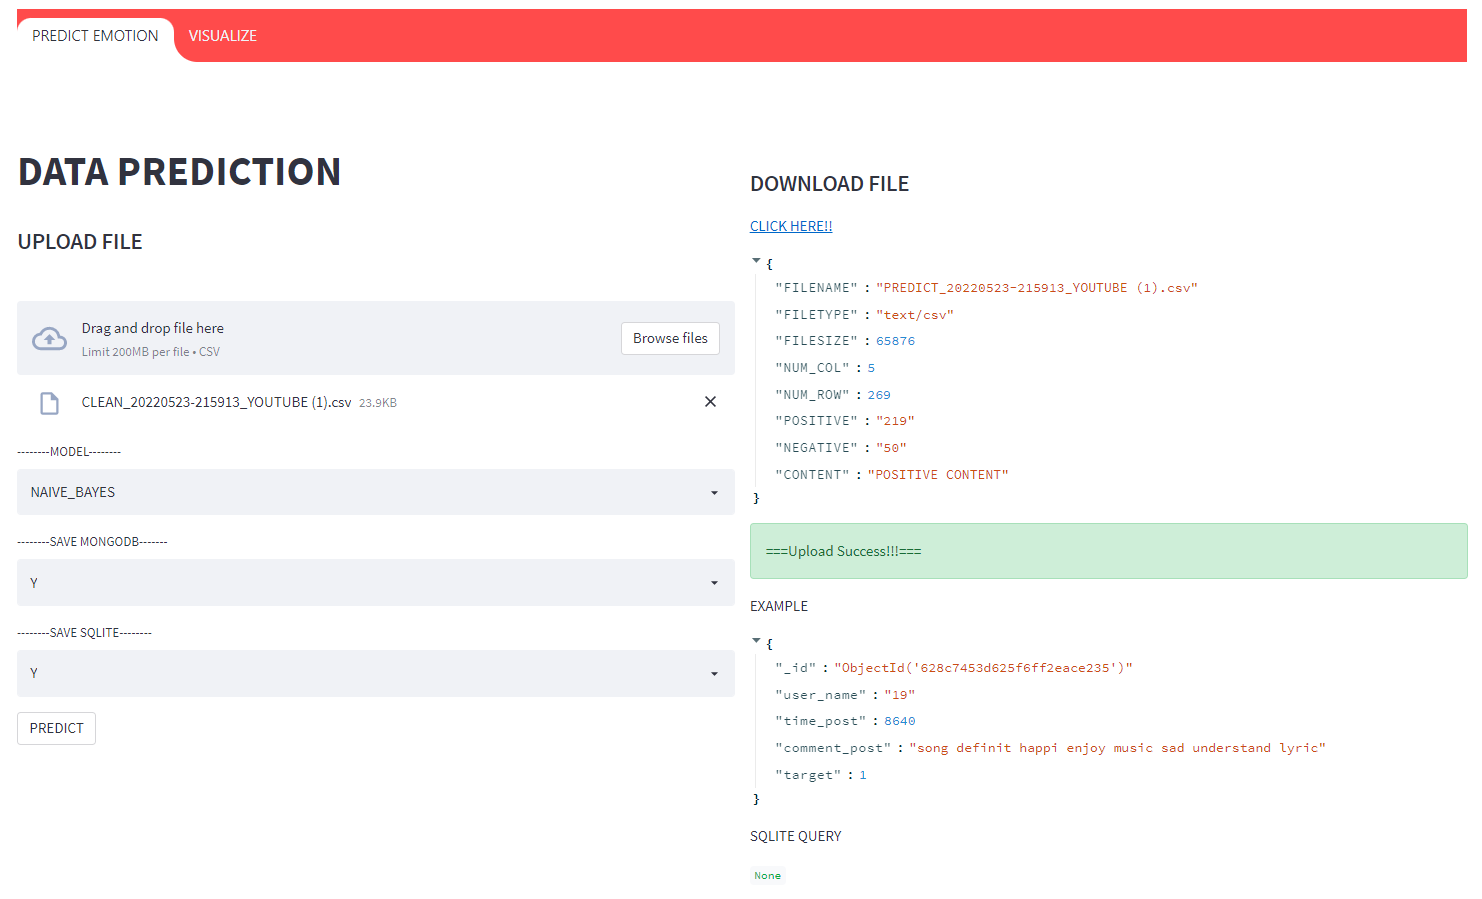 PREDICT EMOTION
VISUALIZE
DATA PREDICTION
UPLOAD FILE
Drag and drop file here
Limit 200MB per file • CSV
Browse files
CLEAN_20220523-215913_YOUTUBE (1).csv 23.9KB
--------MODEL--------
NAIVE_BAYES
--------SAVE MONGODB-------
Y
--------SAVE SQLITE--------
Y
PREDICT
DOWNLOAD FILE
CLICK HERE!!
{
"FILENAME" : "PREDICT_20220523-215913_YOUTUBE (1).csv"
"FILETYPE" : "text/csv"
"FILESIZE" : 65876
"NUM_COL" : 5
"NUM_ROW" : 269
"POSITIVE" : "219"
"NEGATIVE" : "50"
"CONTENT" : "POSITIVE CONTENT"
}
===Upload Success!!!===
EXAMPLE
{
"_id" : "ObjectId('628c7453d625f6ff2eace235')"
"user_name" : "19"
"time_post" : 8640
"comment_post" : "song definit happi enjoy music sad understand lyric"
"target" : 1
}
SQLITE QUERY
None